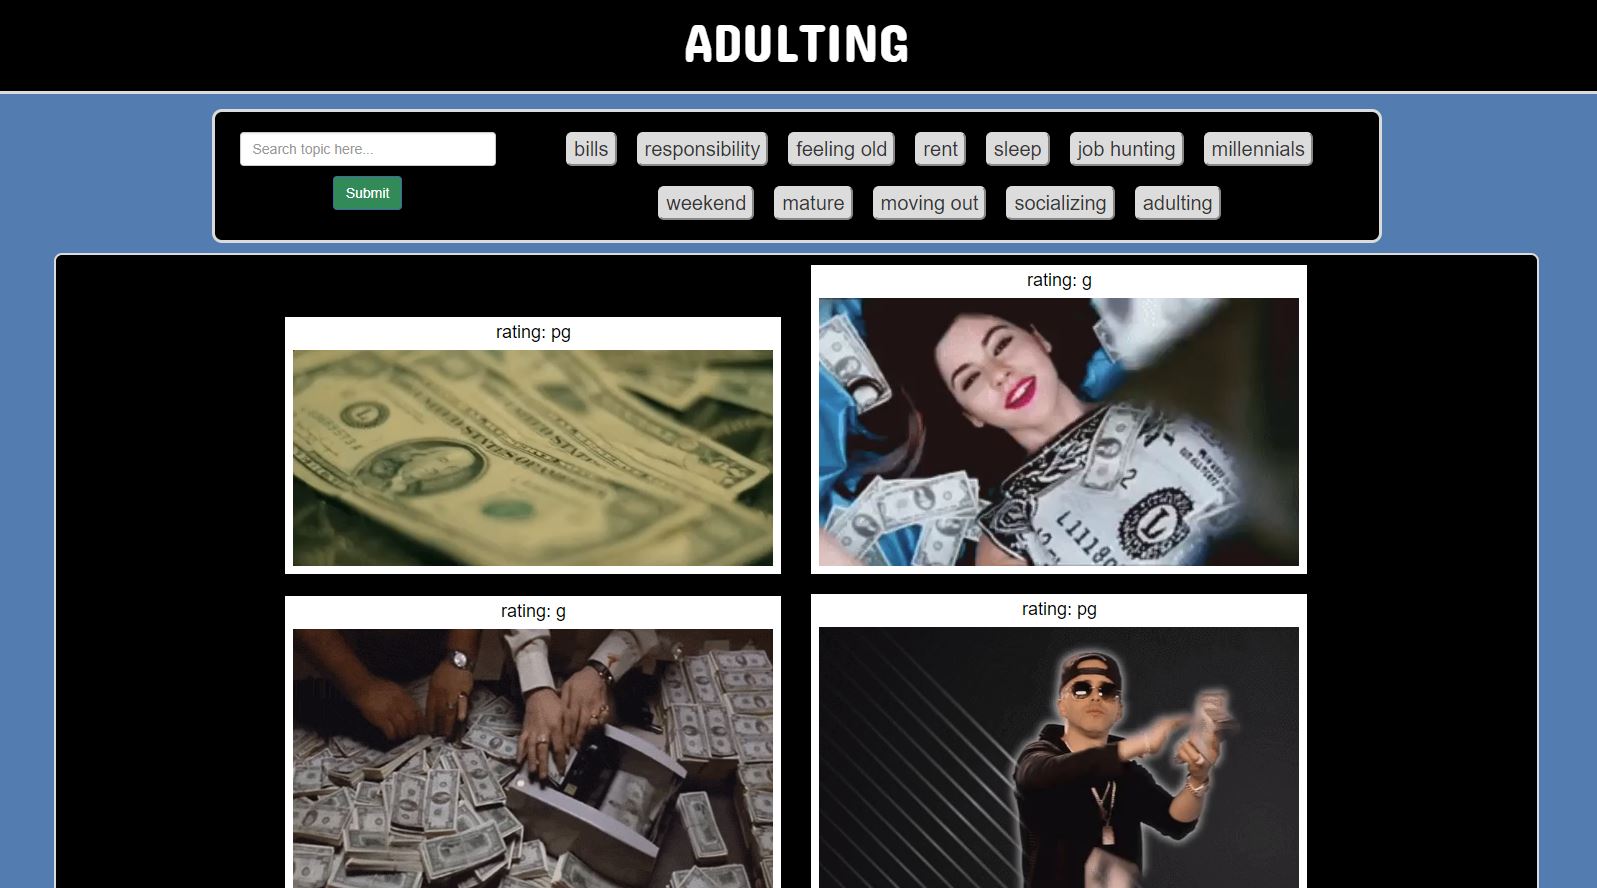 ADULTING
Search topic here...
Submit
bills responsibility feeling old rent sleep job hunting millennials
weekend mature moving out socializing adulting
rating: pg
rating: g
rating: g
rating: pg